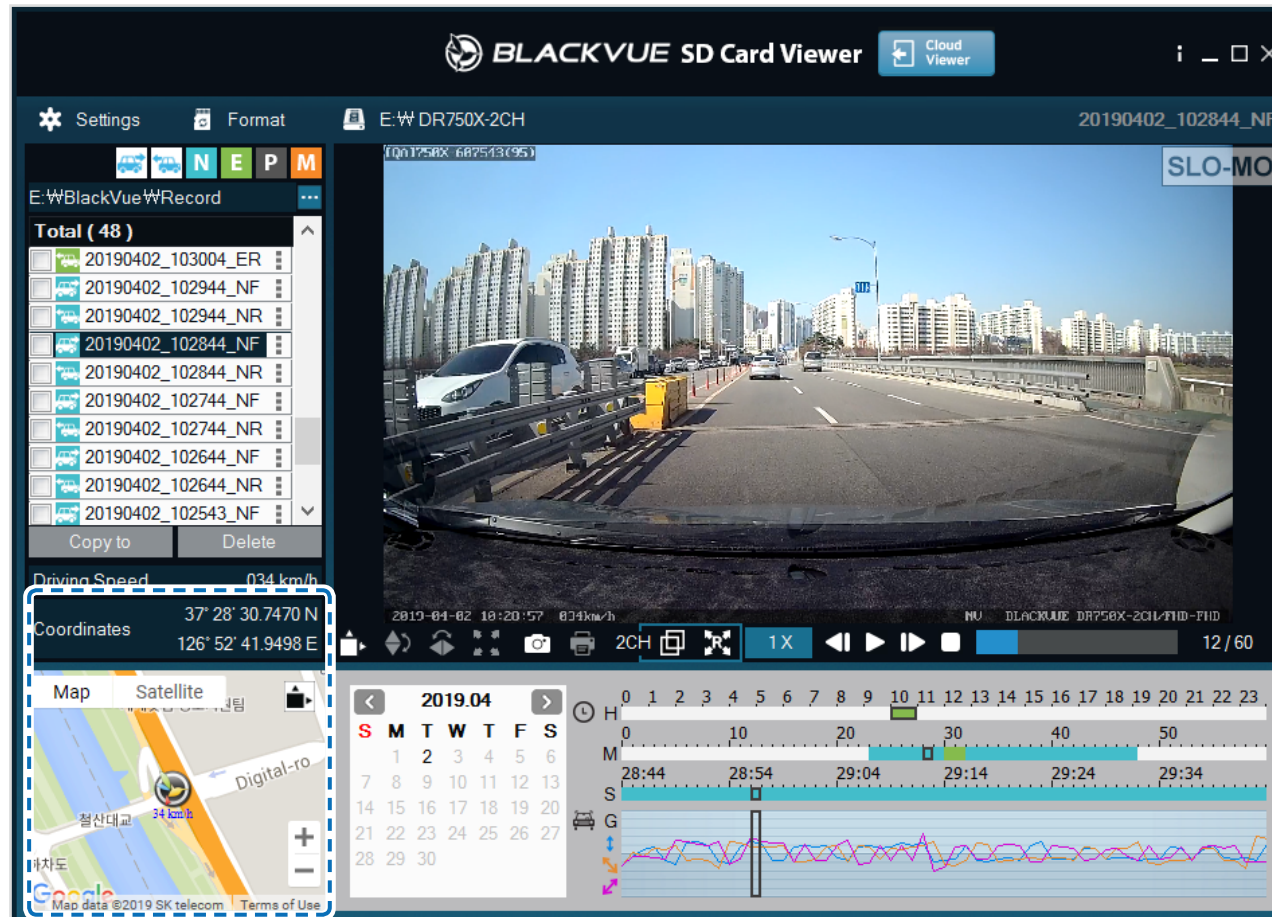 BLACKVUE SD Card Viewer Cloud Viewer i
Settings Format E:₩ DR750X-2CH 20190402_102844_NF
N E P M
E:₩BlackVue₩Record ...
Total ( 48 )
20190402_103004_ER
20190402_102944_NF
20190402_102944_NR
20190402_102844_NF
20190402_102844_NR
20190402_102744_NF
20190402_102744_NR
20190402_102644_NF
20190402_102644_NR
20190402_102543_NF
Copy to Delete
Driving Speed 034 km/h
Coordinates 37° 28' 30.7470 N
126° 52' 41.9498 E
Map Satellite
Digital-ro
34 km/h
철산대교
+
−
Google
Map data ©2019 SK telecom Terms of Use
SLO-MO
2019-04-02 10:28:57 034km/h BLACKVUE DR750X-2CH/FHD-FHD
2CH R 1X 12 / 60
2019.04
S M T W T F S
1 2 3 4 5 6
7 8 9 10 11 12 13
14 15 16 17 18 19 20
21 22 23 24 25 26 27
28 29 30
H 0 1 2 3 4 5 6 7 8 9 10 11 12 13 14 15 16 17 18 19 20 21 22 23
M 0 10 20 30 40 50
S 28:44 28:54 29:04 29:14 29:24 29:34
G